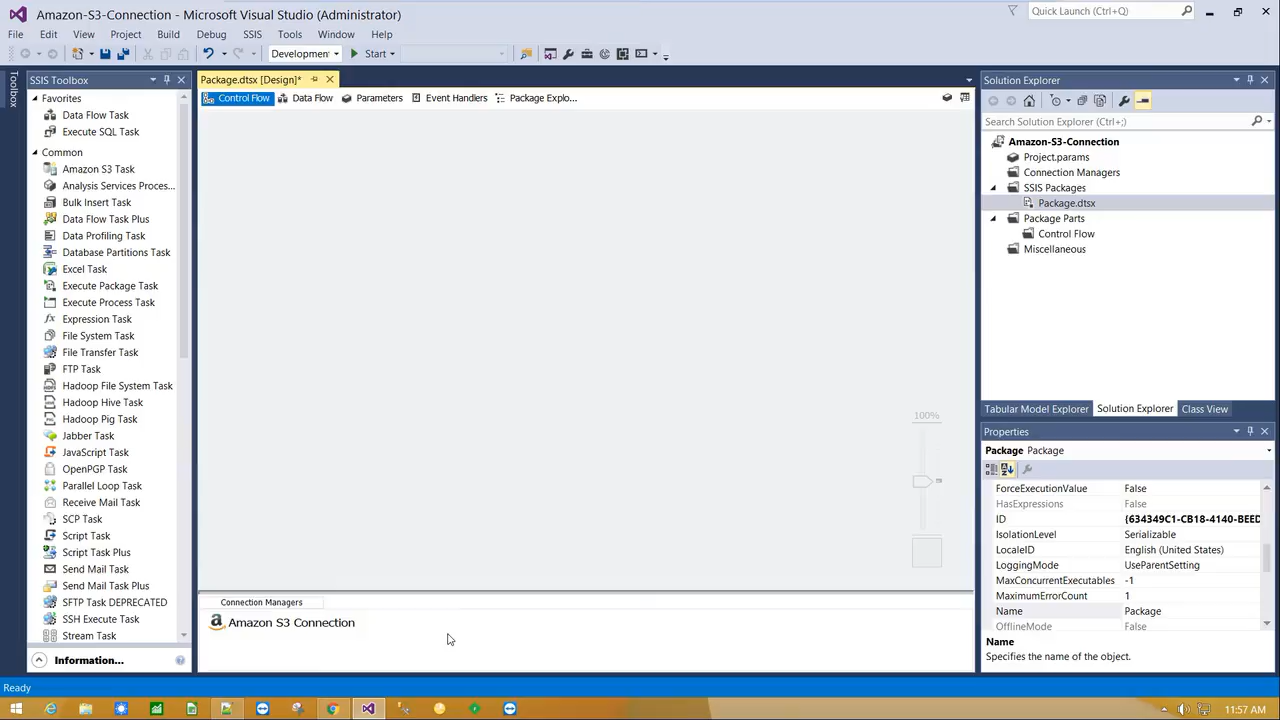 Amazon-S3-Connection - Microsoft Visual Studio (Administrator)
Quick Launch (Ctrl+Q)
File Edit View Project Build Debug SSIS Tools Window Help
Developmen Start
Toolbox
SSIS Toolbox
Favorites
Data Flow Task
Execute SQL Task
Common
Amazon S3 Task
Analysis Services Proces...
Bulk Insert Task
Data Flow Task Plus
Data Profiling Task
Database Partitions Task
Excel Task
Execute Package Task
Execute Process Task
Expression Task
File System Task
File Transfer Task
FTP Task
Hadoop File System Task
Hadoop Hive Task
Hadoop Pig Task
Jabber Task
JavaScript Task
OpenPGP Task
Parallel Loop Task
Receive Mail Task
SCP Task
Script Task
Script Task Plus
Send Mail Task
Send Mail Task Plus
SFTP Task DEPRECATED
SSH Execute Task
Stream Task
Information...
Package.dtsx [Design]*
Control Flow Data Flow Parameters Event Handlers Package Explo...
100%
Connection Managers
Amazon S3 Connection
Solution Explorer
Search Solution Explorer (Ctrl+;)
Amazon-S3-Connection
Project.params
Connection Managers
SSIS Packages
Package.dtsx
Package Parts
Control Flow
Miscellaneous
Tabular Model Explorer Solution Explorer Class View
Properties
Package Package
ForceExecutionValue False
HasExpressions False
ID {634349C1-CB18-4140-BEED
IsolationLevel Serializable
LocaleID English (United States)
LoggingMode UseParentSetting
MaxConcurrentExecutables -1
MaximumErrorCount 1
Name Package
OfflineMode False
Name
Specifies the name of the object.
Ready
11:57 AM